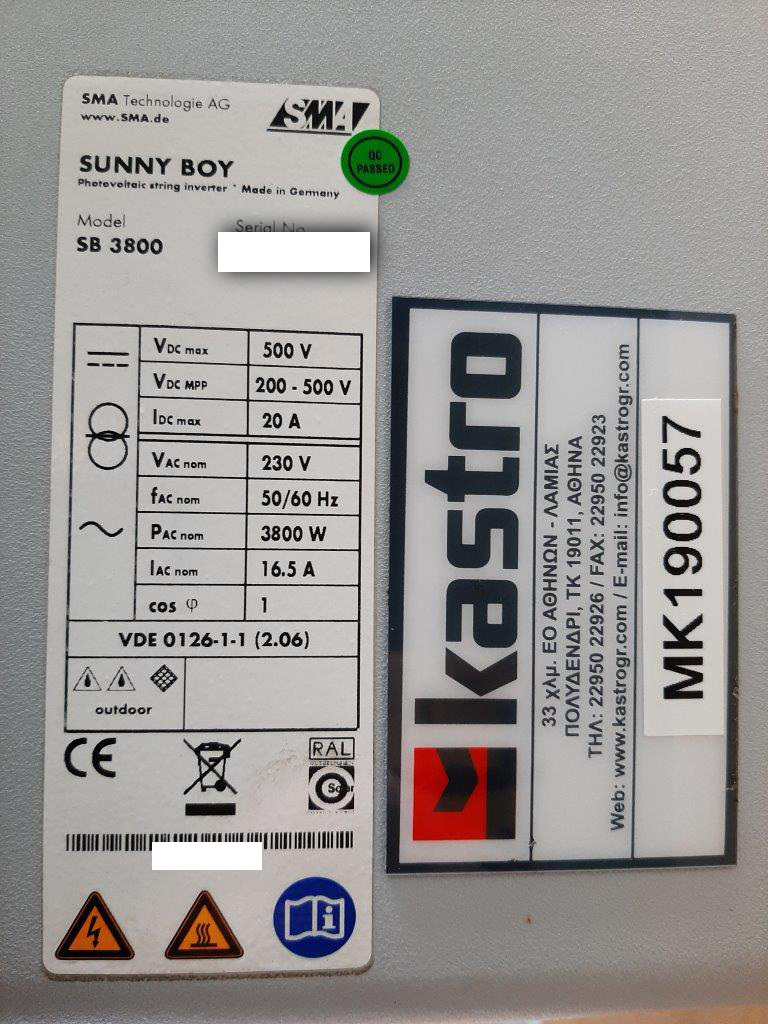 SMA Technologie AG
www.SMA.de
SMA
QC
PASSED
SUNNY BOY
Photovoltaic string inverter * Made in Germany
Model
SB 3800
Serial No
VDC max 500 V
VDC MPP 200 - 500 V
IDC max 20 A
VAC nom 230 V
fAC nom 50/60 Hz
PAC nom 3800 W
IAC nom 16.5 A
cos φ 1
VDE 0126-1-1 (2.06)
outdoor
CE
RAL
Solar
kastro
33 χλμ. ΕΟ ΑΘΗΝΩΝ - ΛΑΜΙΑΣ
ΠΟΛΥΔΕΝΔΡΙ, ΤΚ 19011, ΑΘΗΝΑ
ΤΗΛ: 22950 22926 / FAX: 22950 22923
Web: www.kastrogr.com / E-mail: info@kastrogr.com
MK190057